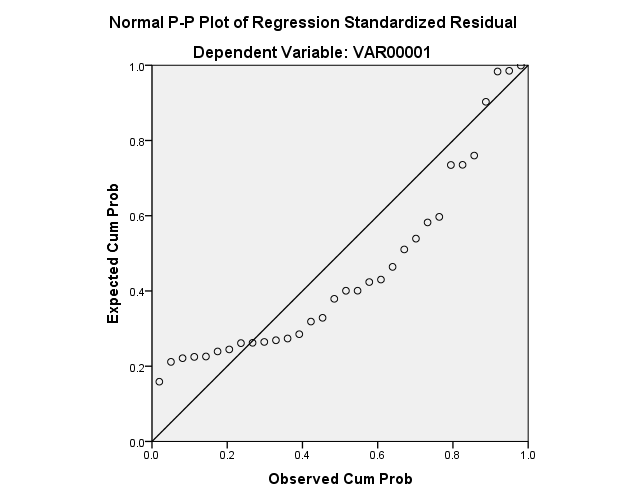 Normal P-P Plot of Regression Standardized Residual
Dependent Variable: VAR00001
1.0
0.8
0.6
0.4
0.2
0.0
Expected Cum Prob
0.0 0.2 0.4 0.6 0.8 1.0
Observed Cum Prob